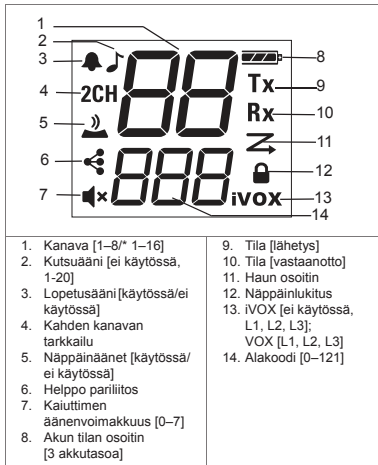 1
2
3
4
5
6
7
8
9
10
11
12
13
14
88
2CH
Tx
Rx
888
iVOX
1. Kanava [1–8/* 1–16]
2. Kutsuääni [ei käytössä,
1-20]
3. Lopetusääni [käytössä/ei
käytössä]
4. Kahden kanavan
tarkkailu
5. Näppäinäänet [käytössä/
ei käytössä]
6. Helppo pariliitos
7. Kaiuttimen
äänenvoimakkuus [0–7]
8. Akun tilan osoitin
[3 akkutasoa]
9. Tila [lähetys]
10. Tila [vastaanotto]
11. Haun osoitin
12. Näppäinlukitus
13. iVOX [ei käytössä,
L1, L2, L3];
VOX [L1, L2, L3]
14. Alakoodi [0–121]